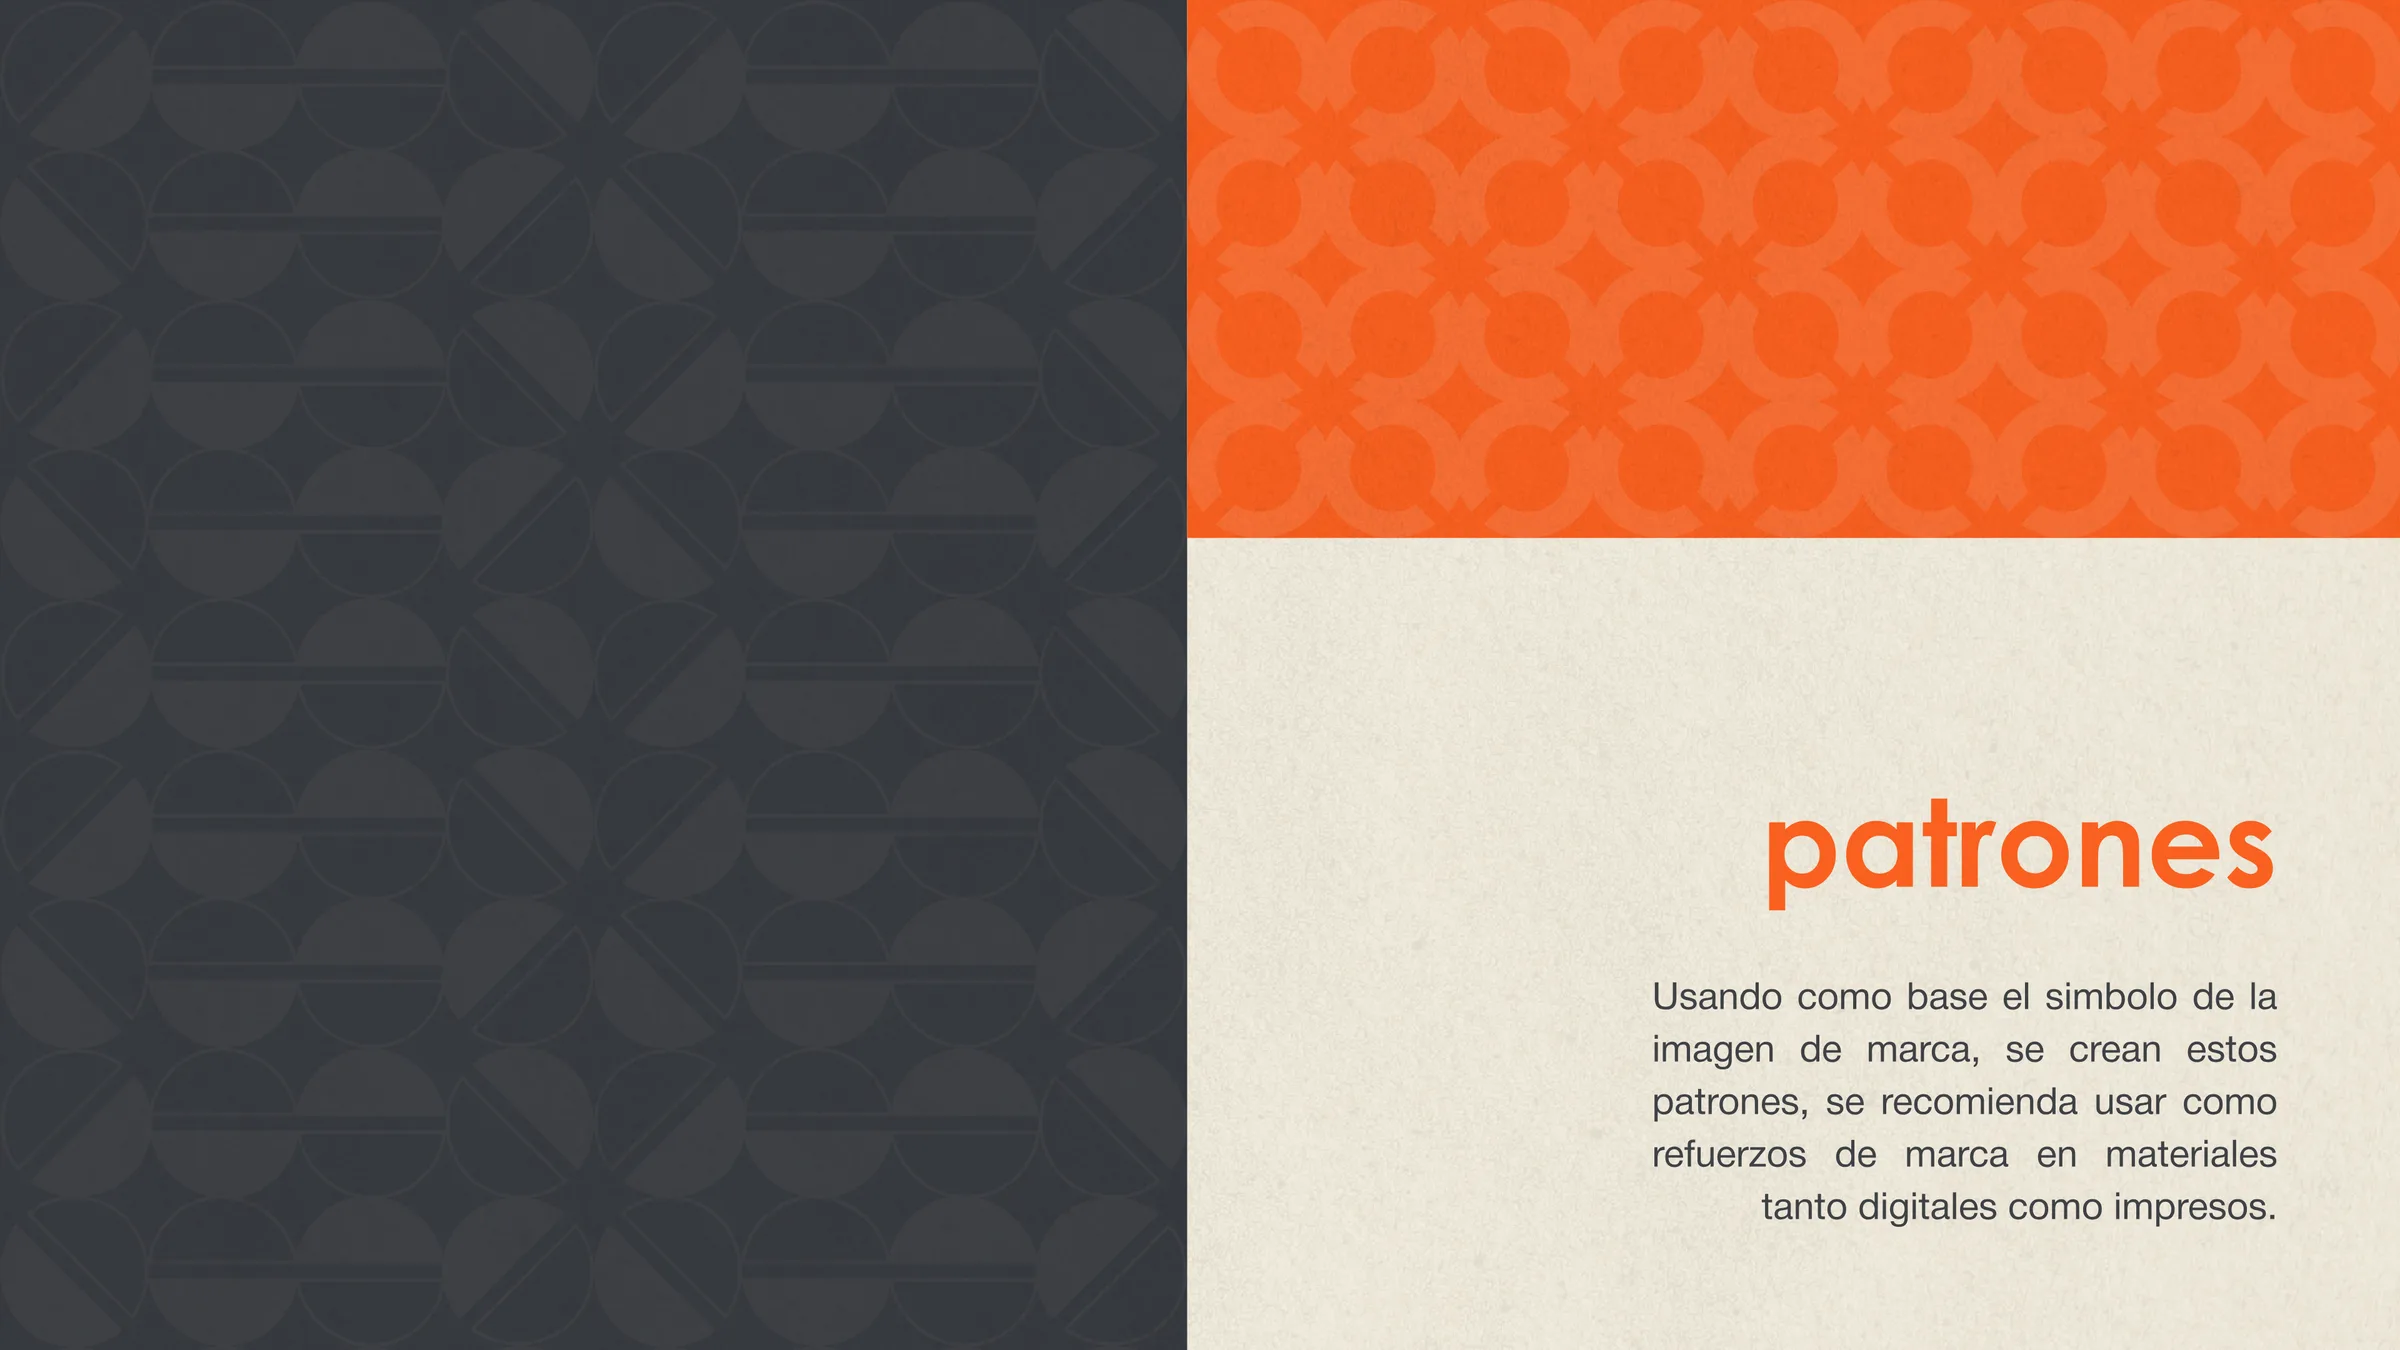 patrones
Usando como base el simbolo de la
imagen de marca, se crean estos
patrones, se recomienda usar como
refuerzos de marca en materiales
tanto digitales como impresos.